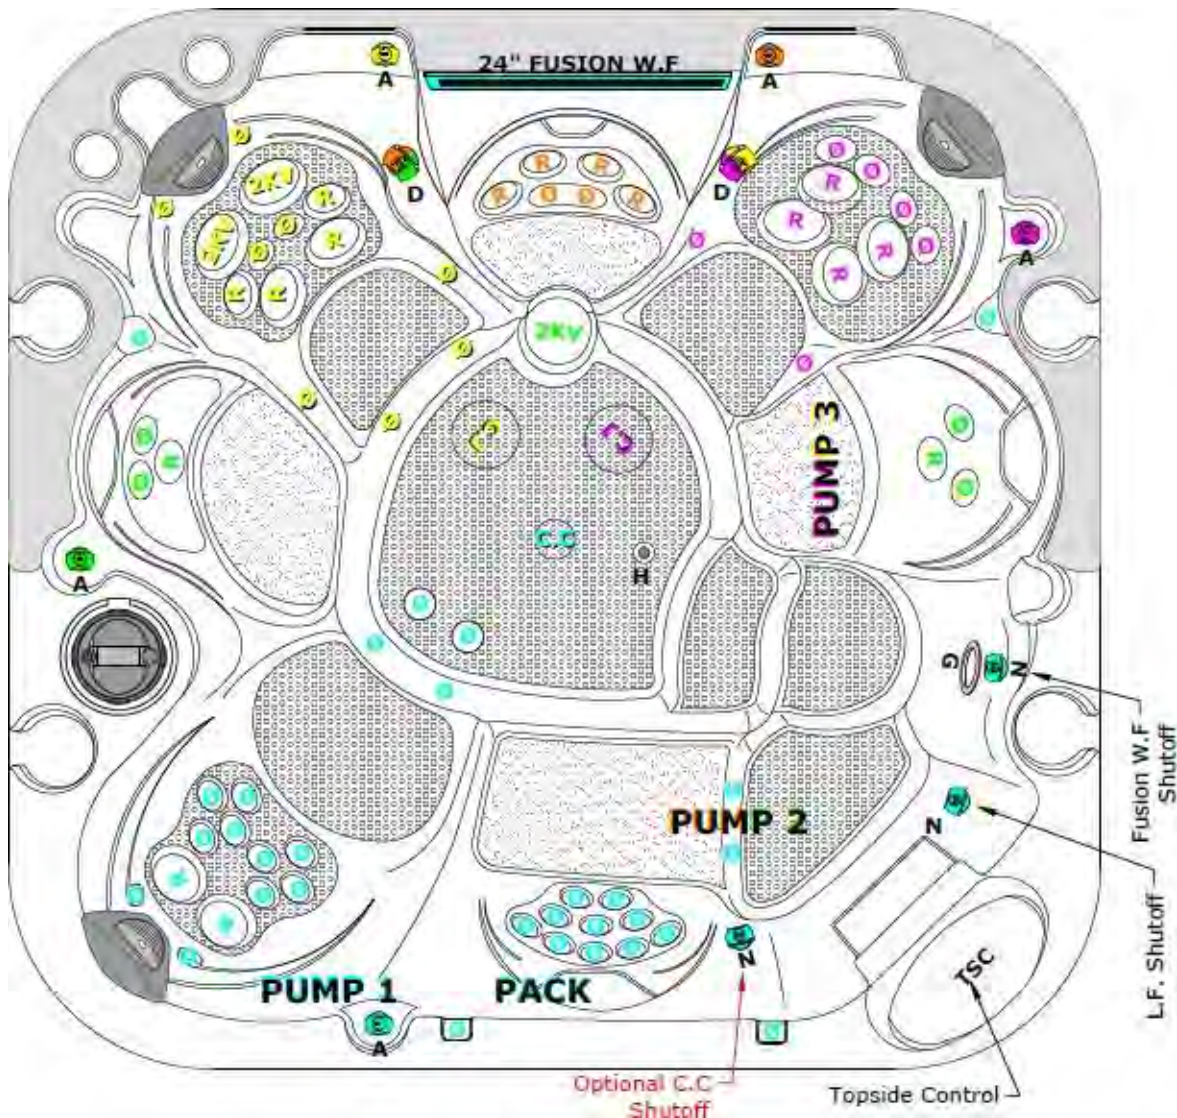 24" FUSION W.F
A
A
D
D
R
R
R
Ø
Ø
R
Ø
Ø
2KV
R
Ø
Ø
R
2KV
R
R
Ø
Ø
R
Ø
R
Ø
R
Ø
R
A
Ø
Ø
2KV
Ø
Ø
Ø
Ø
Ø
Ø
PUMP 3
Ø
R
Ø
Ø
R
Ø
C.C
H
A
G
N
Fusion W.F
Shutoff
N
L.F. Shutoff
PUMP 2
N
PUMP 1
PACK
TSC
A
Optional C.C
Shutoff
Topside Control